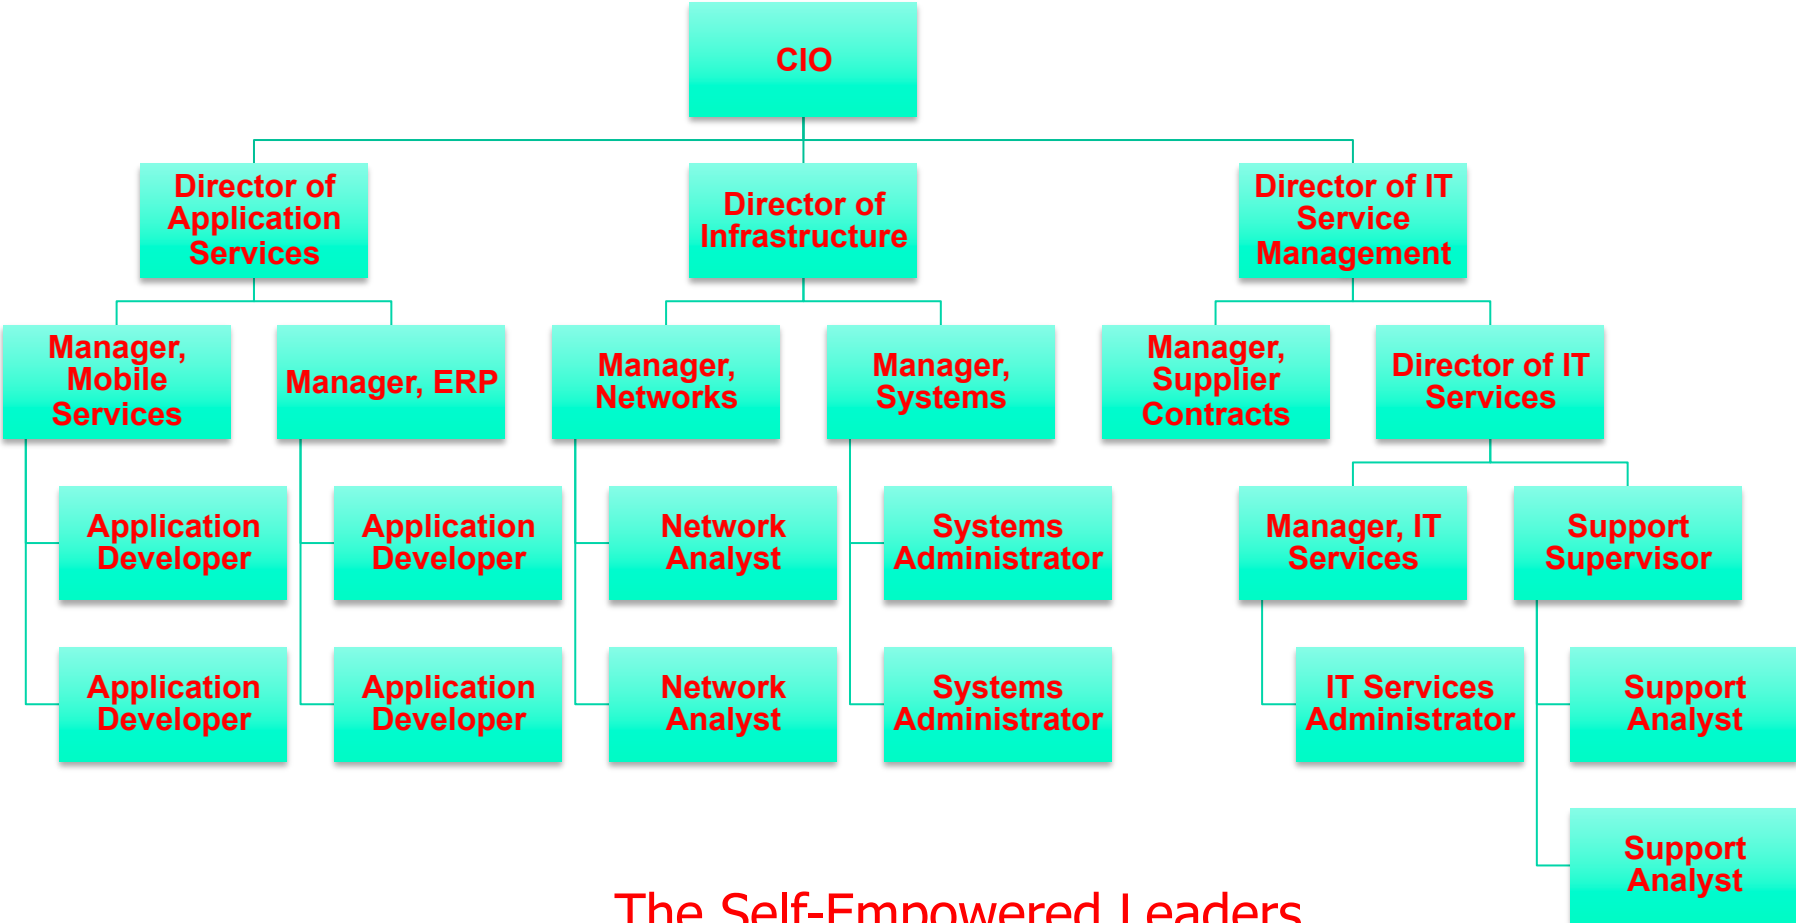 CIO
Director of
Application
Services
Director of
Infrastructure
Director of IT
Service
Management
Manager,
Mobile
Services
Manager, ERP
Manager,
Networks
Manager,
Systems
Manager,
Supplier
Contracts
Director of IT
Services
Application
Developer
Application
Developer
Network
Analyst
Systems
Administrator
Manager, IT
Services
Support
Supervisor
Application
Developer
Application
Developer
Network
Analyst
Systems
Administrator
IT Services
Administrator
Support
Analyst
Support
Analyst
The Self-Empowered Leaders